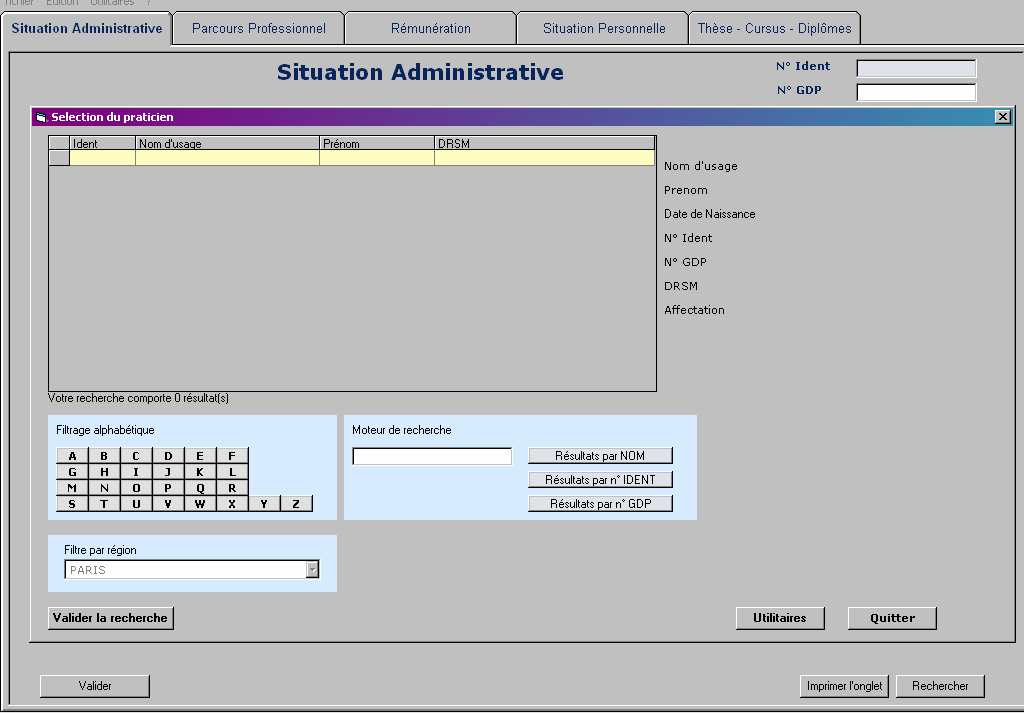 Fichier Edition Utilitaires ?
Situation Administrative Parcours Professionnel Rémunération Situation Personnelle Thèse - Cursus - Diplômes
Situation Administrative
N° Ident
N° GDP
Selection du praticien
Ident Nom d'usage Prénom DRSM
Nom d'usage
Prenom
Date de Naissance
N° Ident
N° GDP
DRSM
Affectation
Votre recherche comporte 0 résultat(s)
Filtrage alphabétique
A B C D E F
G H I J K L
M N O P Q R
S T U V W X Y Z
Moteur de recherche
Résultats par NOM
Résultats par n° IDENT
Résultats par n° GDP
Filtre par région
PARIS
Valider la recherche
Utilitaires
Quitter
Valider
Imprimer l'onglet
Rechercher